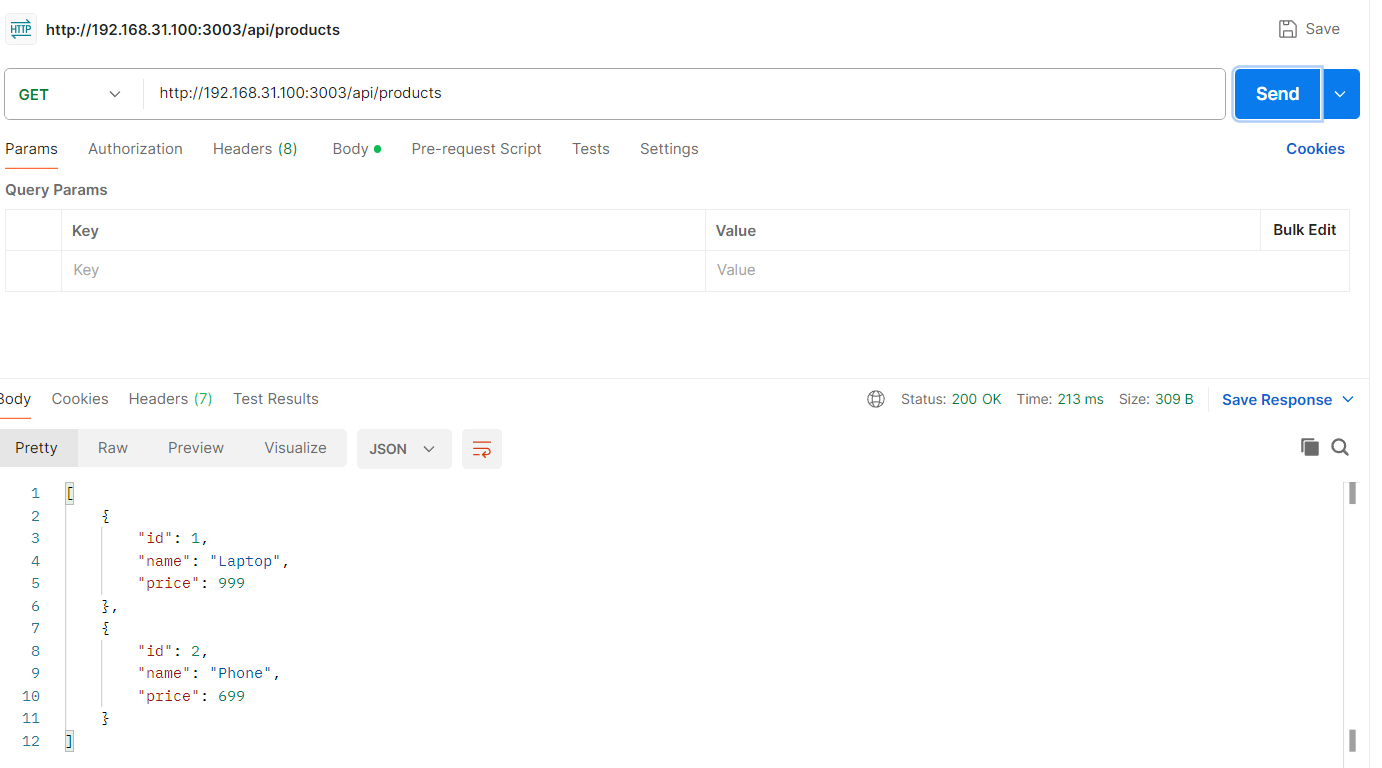 HTTP http://192.168.31.100:3003/api/products Save
GET http://192.168.31.100:3003/api/products Send
Params Authorization Headers (8) Body Pre-request Script Tests Settings Cookies
Query Params
Key Value Bulk Edit
Key Value
Body Cookies Headers (7) Test Results Status: 200 OK Time: 213 ms Size: 309 B Save Response
Pretty Raw Preview Visualize JSON
1 [
2 {
3 "id": 1,
4 "name": "Laptop",
5 "price": 999
6 },
7 {
8 "id": 2,
9 "name": "Phone",
10 "price": 699
11 }
12 ]